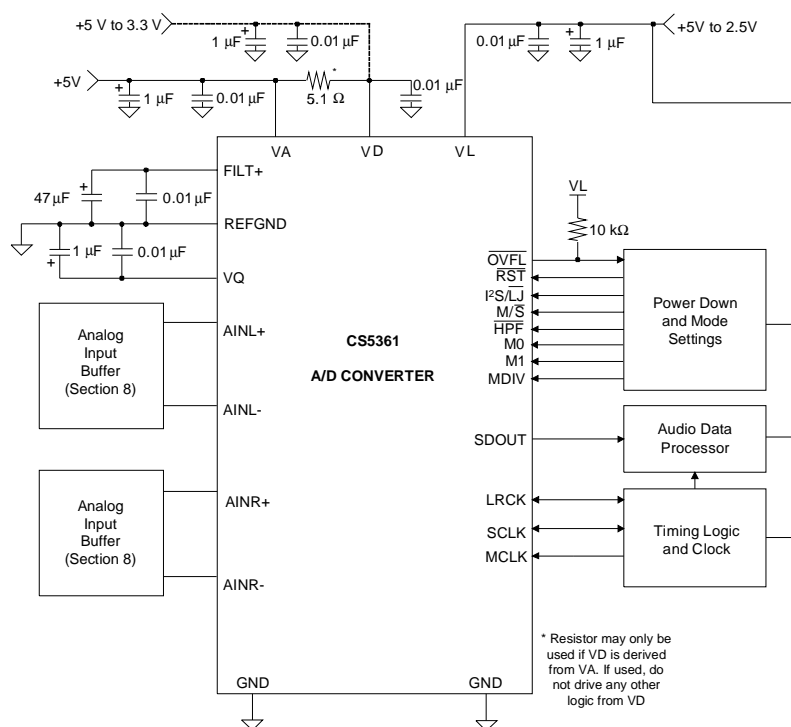 +5 V to 3.3 V
+
1 µF
0.01 µF
0.01 µF
+
1 µF
+5V to 2.5V
+5V
+
1 µF
0.01 µF
*
5.1 Ω
0.01 µF
VA
VD
VL
FILT+
+
47 µF
0.01 µF
REFGND
+
1 µF
0.01 µF
VQ
VL
10 kΩ
OVFL
RST
I²S/LJ
M/S
HPF
M0
M1
MDIV
Power Down
and Mode
Settings
Analog
Input
Buffer
(Section 8)
AINL+
AINL-
CS5361
A/D CONVERTER
SDOUT
Audio Data
Processor
Analog
Input
Buffer
(Section 8)
AINR+
AINR-
LRCK
SCLK
MCLK
Timing Logic
and Clock
GND
GND
* Resistor may only be
used if VD is derived
from VA. If used, do
not drive any other
logic from VD